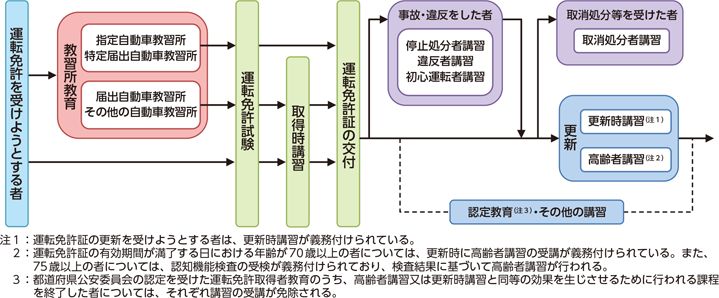 運転免許を受けようとする者
教習所教育
指定自動車教習所
特定届出自動車教習所
届出自動車教習所
その他の自動車教習所
運転免許試験
取得時講習
運転免許証の交付
事故・違反をした者
停止処分者講習
違反者講習
初心運転者講習
取消処分等を受けた者
取消処分者講習
更新
更新時講習(注1)
高齢者講習(注2)
認定教育(注3)・その他の講習
注1：運転免許証の更新を受けようとする者は、更新時講習が義務付けられている。
2：運転免許証の有効期間が満了する日における年齢が70歳以上の者については、更新時に高齢者講習の受講が義務付けられている。また、
75歳以上の者については、認知機能検査の受検が義務付けられており、検査結果に基づいて高齢者講習が行われる。
3：都道府県公安委員会の認定を受けた運転免許取得者教育のうち、高齢者講習又は更新時講習と同等の効果を生じさせるために行われる課程
を終了した者については、それぞれ講習の受講が免除される。